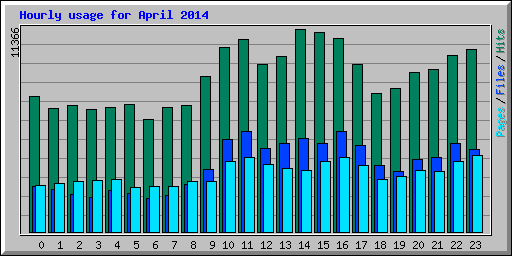 Hourly usage for April 2014
11366
Pages/Files/Hits
0 1 2 3 4 5 6 7 8 9 10 11 12 13 14 15 16 17 18 19 20 21 22 23